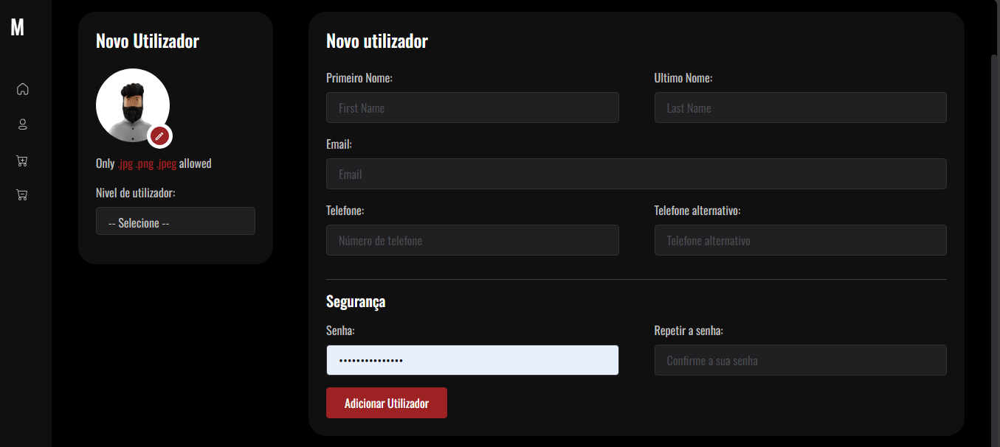 M
Novo Utilizador
Only .jpg .png .jpeg allowed
Nivel de utilizador:
-- Selecione --
Novo utilizador
Primeiro Nome:
Ultimo Nome:
First Name
Last Name
Email:
Email
Telefone:
Telefone alternativo:
Número de telefone
Telefone alternativo
Segurança
Senha:
Repetir a senha:
•••••••••••••••
Confirme a sua senha
Adicionar Utilizador